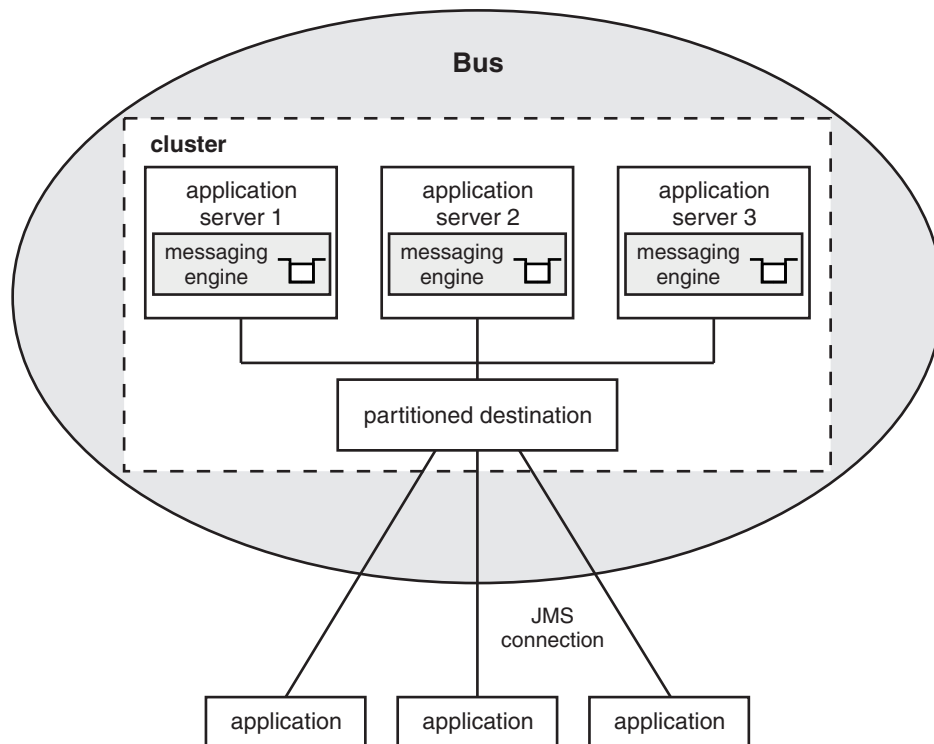 Bus
cluster
application
server 1
messaging
engine
application
server 2
messaging
engine
application
server 3
messaging
engine
partitioned destination
JMS
connection
application
application
application